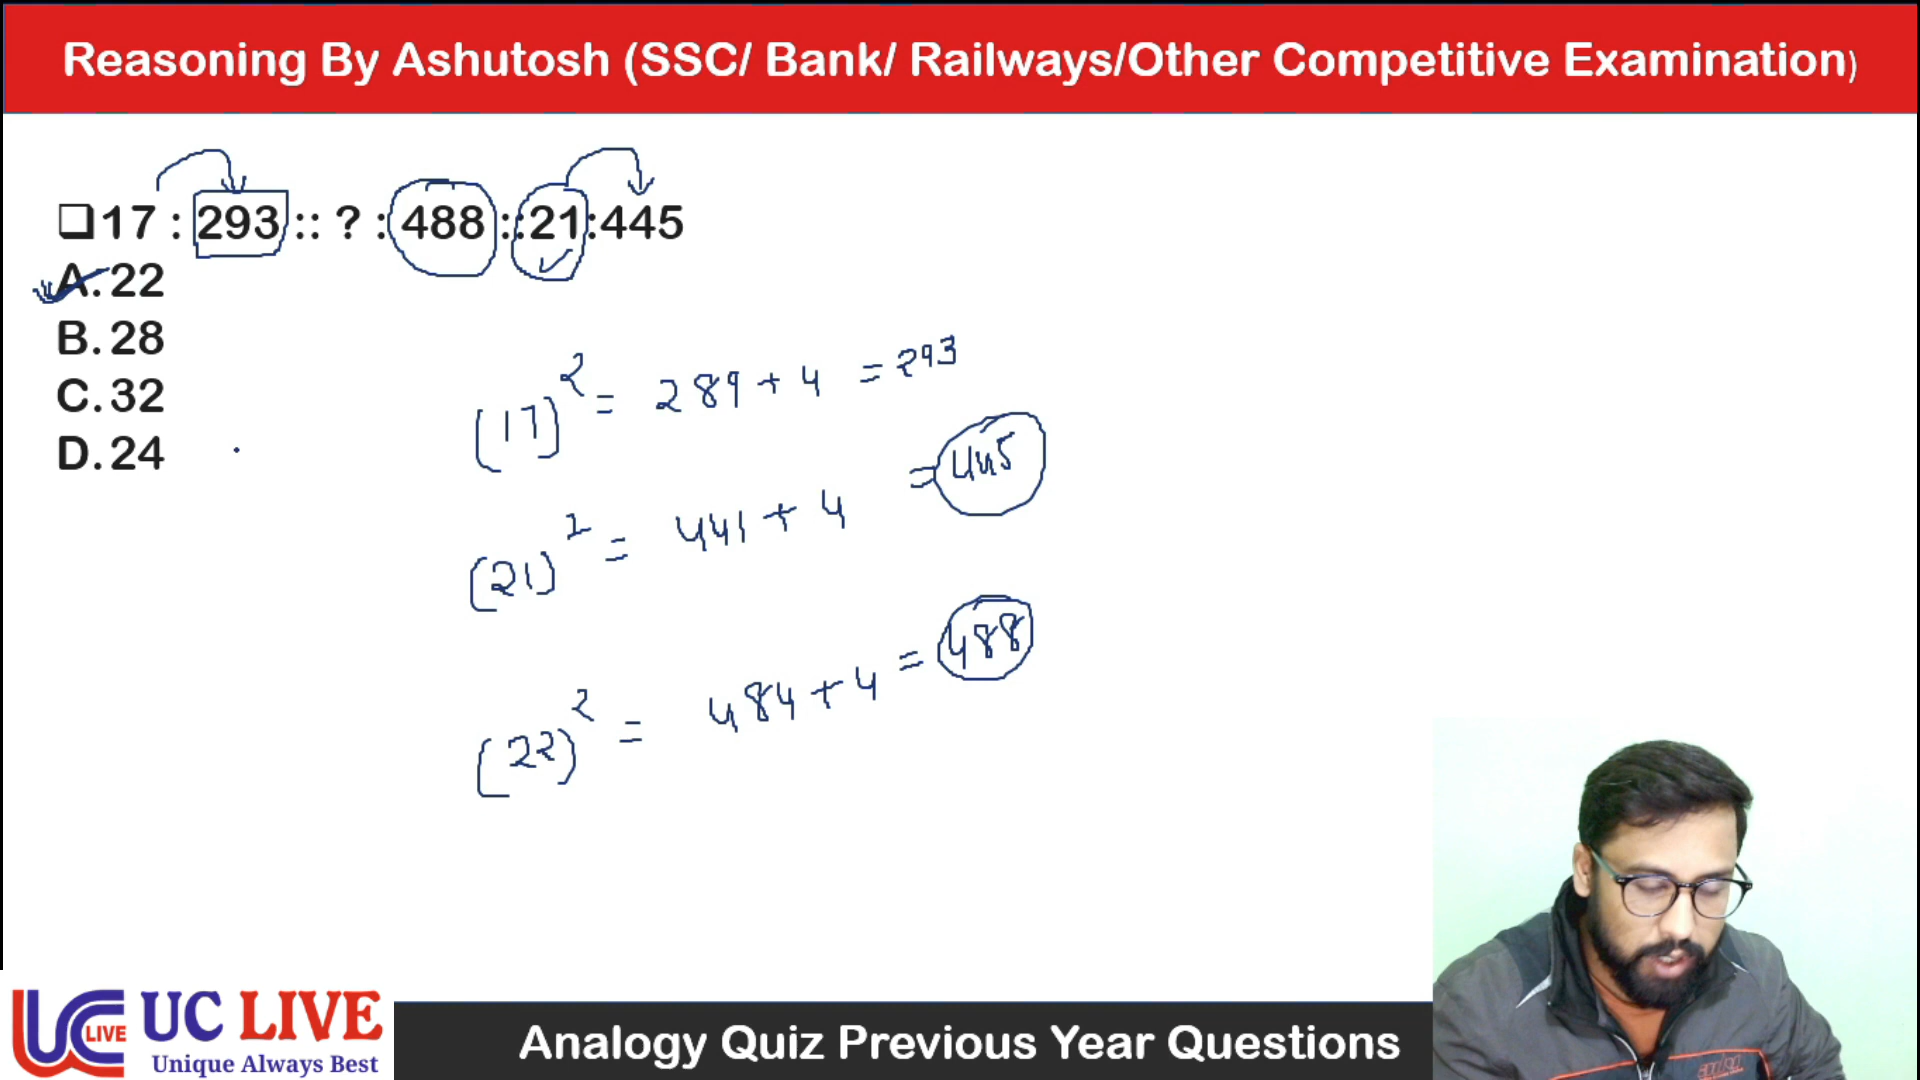 Reasoning By Ashutosh (SSC/ Bank/ Railways/Other Competitive Examination)
❑17 : 293 :: ? : 488 :: 21:445
A. 22
B. 28
C. 32
D. 24
(17)² = 289 + 4 = 293
(21)² = 441 + 4 = 445
(22)² = 484 + 4 = 488
LIVE
UC LIVE
Unique Always Best
Analogy Quiz Previous Year Questions